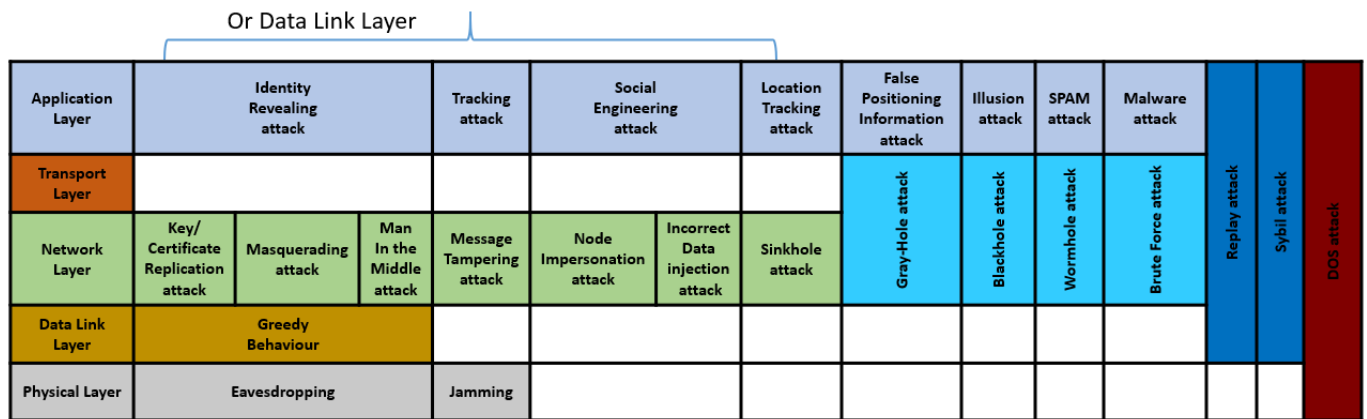 Or Data Link Layer
Application
Layer
Identity
Revealing
attack
Tracking
attack
Social
Engineering
attack
Location
Tracking
attack
False
Positioning
Information
attack
Illusion
attack
SPAM
attack
Malware
attack
Replay attack
Sybil attack
DOS attack
Transport
Layer
Gray-Hole attack
Blackhole attack
Wormhole attack
Brute Force attack
Network
Layer
Key/
Certificate
Replication
attack
Masquerading
attack
Man
In the
Middle
attack
Message
Tampering
attack
Node
Impersonation
attack
Incorrect
Data
injection
attack
Sinkhole
attack
Data Link
Layer
Greedy
Behaviour
Physical Layer
Eavesdropping
Jamming